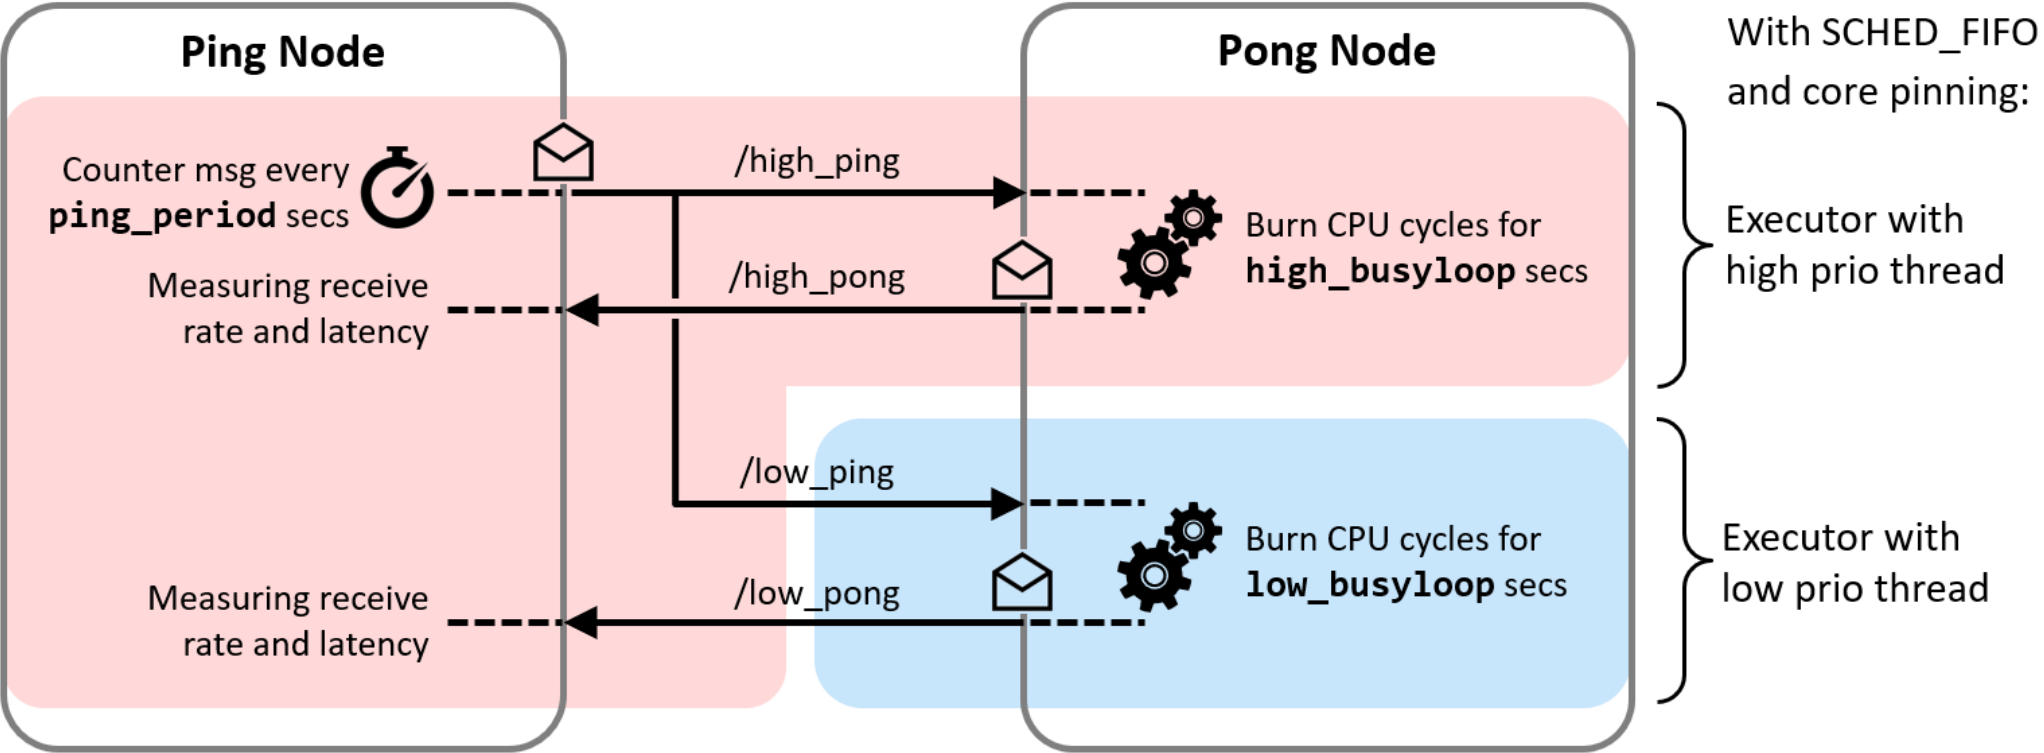 Ping Node
Pong Node
With SCHED_FIFO
and core pinning:
Counter msg every
ping_period secs
/high_ping
Burn CPU cycles for
high_busyloop secs
Executor with
high prio thread
Measuring receive
rate and latency
/high_pong
/low_ping
Burn CPU cycles for
low_busyloop secs
Executor with
low prio thread
Measuring receive
rate and latency
/low_pong